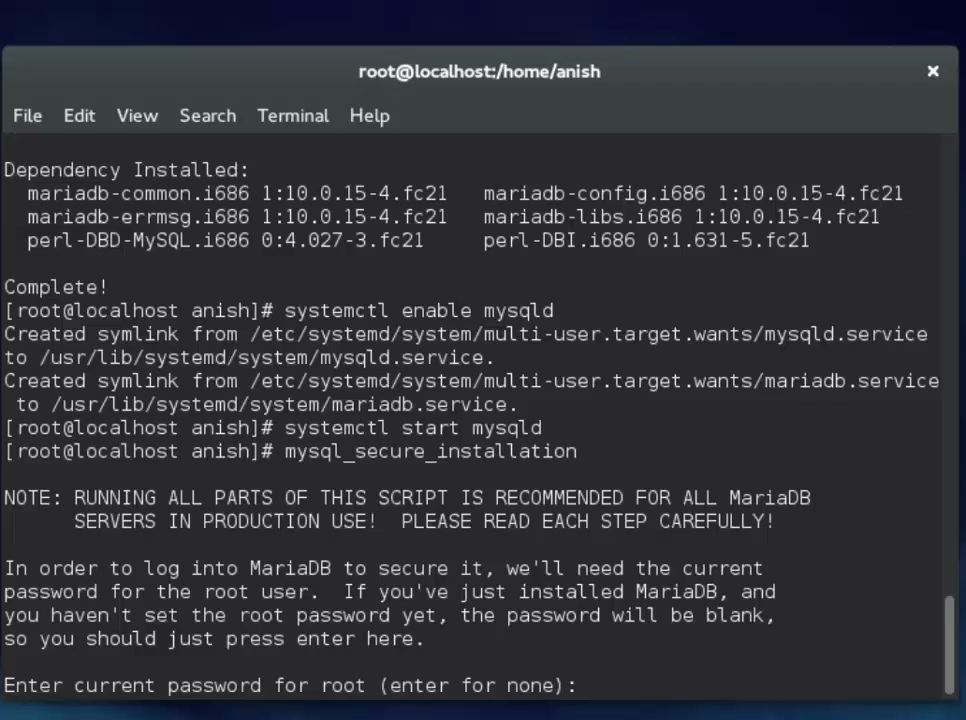 root@localhost:/home/anish
×
File Edit View Search Terminal Help
Dependency Installed:
mariadb-common.i686 1:10.0.15-4.fc21 mariadb-config.i686 1:10.0.15-4.fc21
mariadb-errmsg.i686 1:10.0.15-4.fc21 mariadb-libs.i686 1:10.0.15-4.fc21
perl-DBD-MySQL.i686 0:4.027-3.fc21 perl-DBI.i686 0:1.631-5.fc21
Complete!
[root@localhost anish]# systemctl enable mysqld
Created symlink from /etc/systemd/system/multi-user.target.wants/mysqld.service
to /usr/lib/systemd/system/mysqld.service.
Created symlink from /etc/systemd/system/multi-user.target.wants/mariadb.service
to /usr/lib/systemd/system/mariadb.service.
[root@localhost anish]# systemctl start mysqld
[root@localhost anish]# mysql_secure_installation
NOTE: RUNNING ALL PARTS OF THIS SCRIPT IS RECOMMENDED FOR ALL MariaDB
SERVERS IN PRODUCTION USE! PLEASE READ EACH STEP CAREFULLY!
In order to log into MariaDB to secure it, we'll need the current
password for the root user. If you've just installed MariaDB, and
you haven't set the root password yet, the password will be blank,
so you should just press enter here.
Enter current password for root (enter for none):